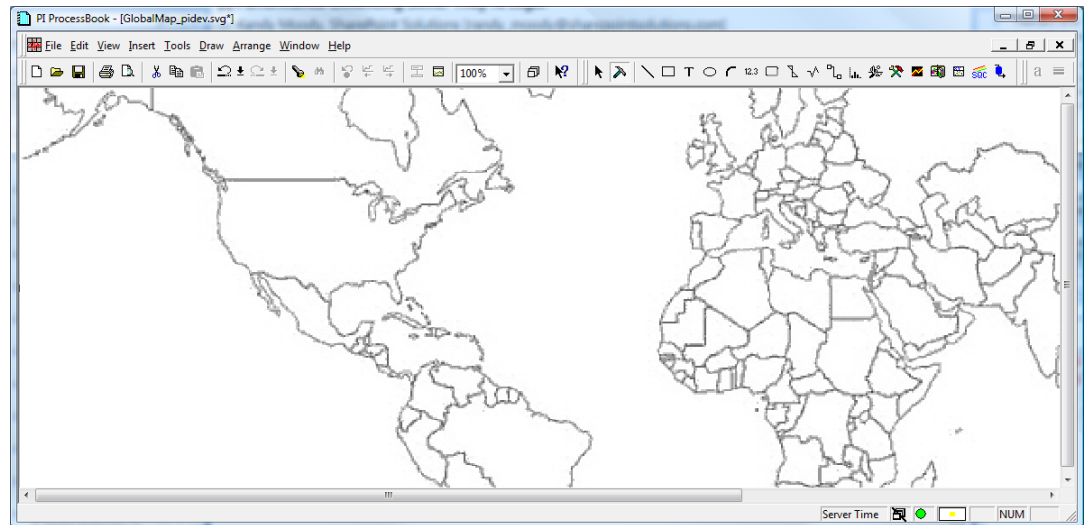 PI ProcessBook - [GlobalMap_pidev.svg*]
File Edit View Insert Tools Draw Arrange Window Help
100%
T
12.3
SQC
a
Server Time
NUM